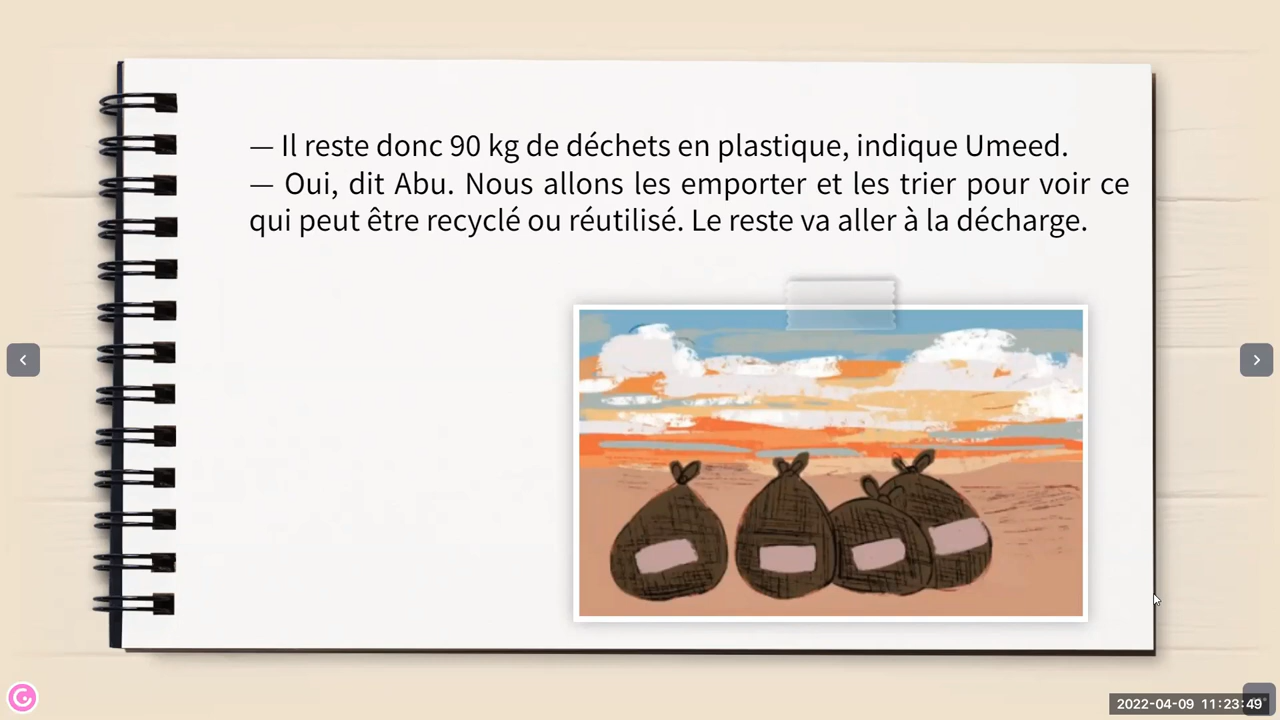 — Il reste donc 90 kg de déchets en plastique, indique Umeed.
— Oui, dit Abu. Nous allons les emporter et les trier pour voir ce
qui peut être recyclé ou réutilisé. Le reste va aller à la décharge.
2022-04-09 11:23:49